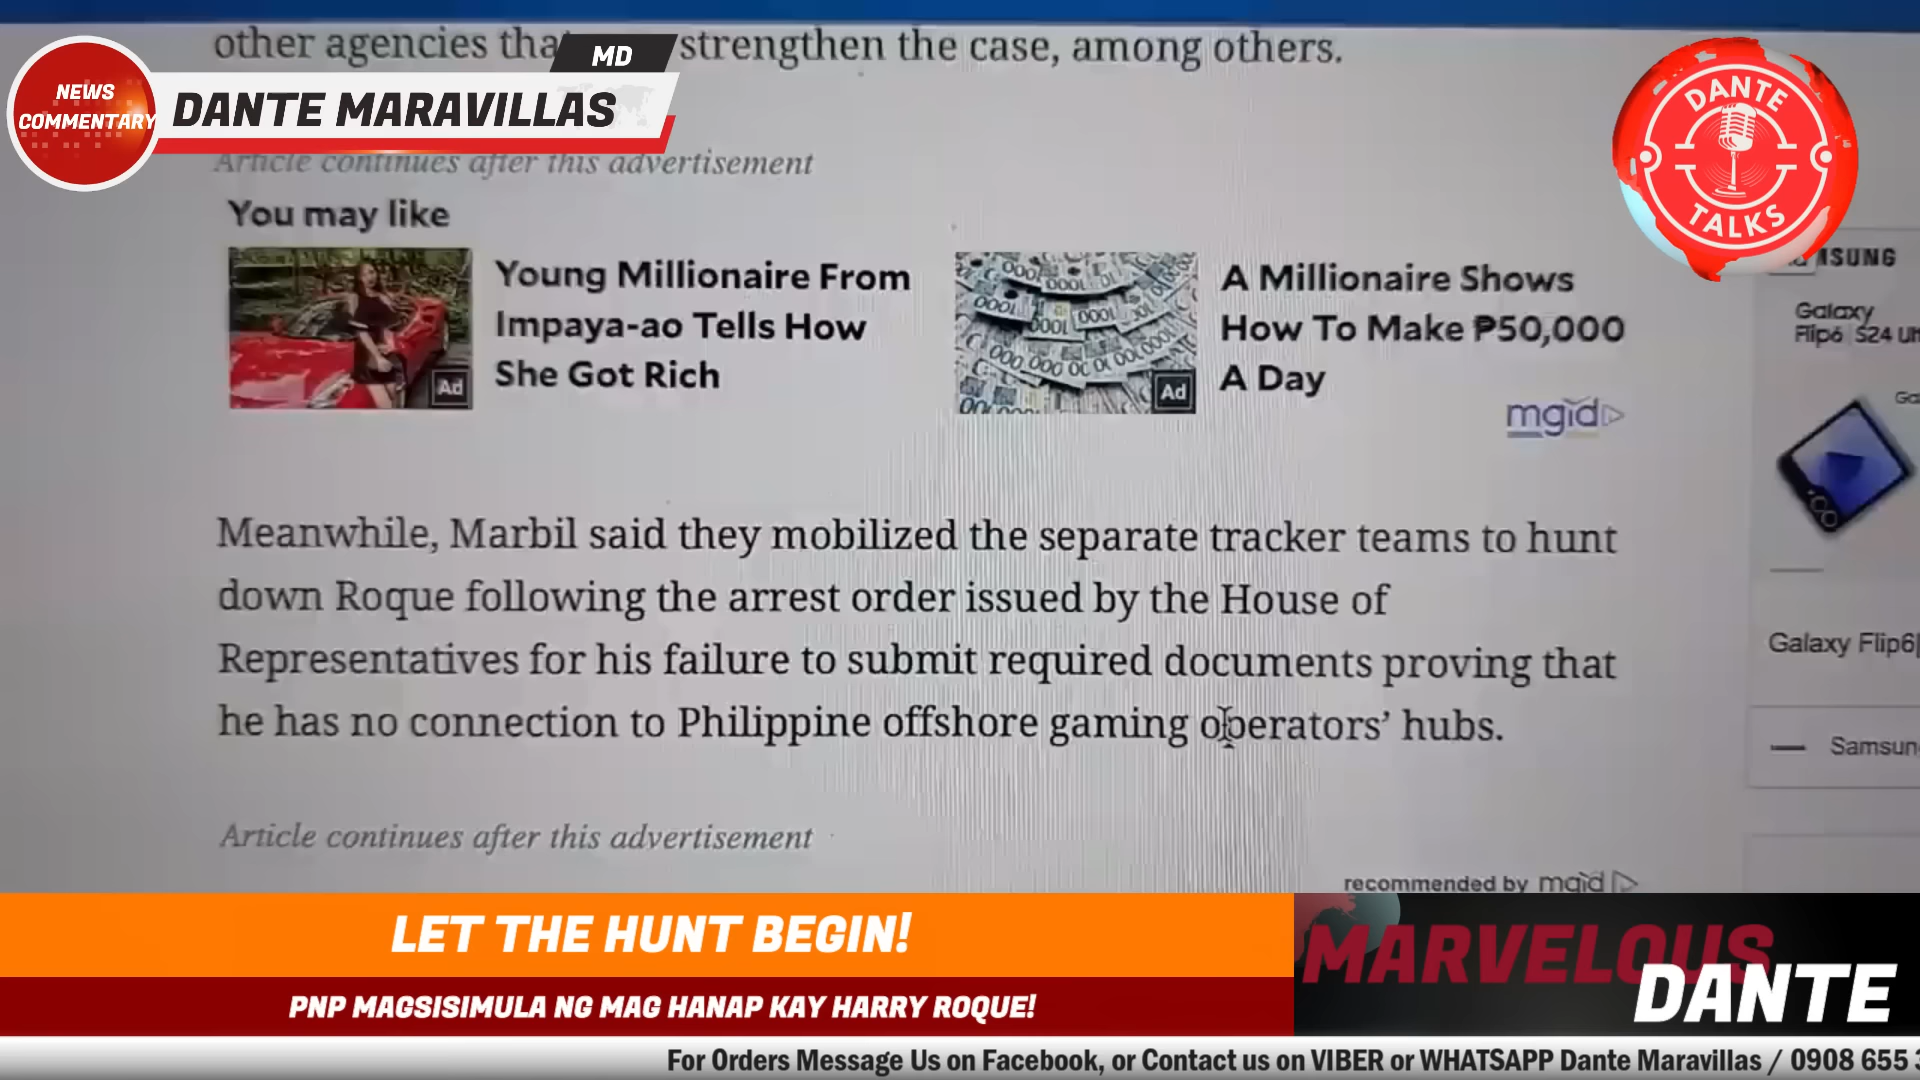 other agencies strengthen the case, among others.
MD
NEWS
COMMENTARY
DANTE MARAVILLAS
DANTE
TALKS
Article continues after this advertisement
You may like
Young Millionaire From
Impaya-ao Tells How
She Got Rich
Ad
A Millionaire Shows
How To Make ₱50,000
A Day
Ad
mgid
Galaxy
Flip6 | S24
Meanwhile, Marbil said they mobilized the separate tracker teams to hunt
down Roque following the arrest order issued by the House of
Representatives for his failure to submit required documents proving that
he has no connection to Philippine offshore gaming operators’ hubs.
Galaxy Flip6|
Article continues after this advertisement
recommended by mgid
LET THE HUNT BEGIN!
PNP MAGSISIMULA NG MAG HANAP KAY HARRY ROQUE!
MARVELOUS
DANTE
For Orders Message Us on Facebook, or Contact us on VIBER or WHATSAPP Dante Maravillas / 0908 655